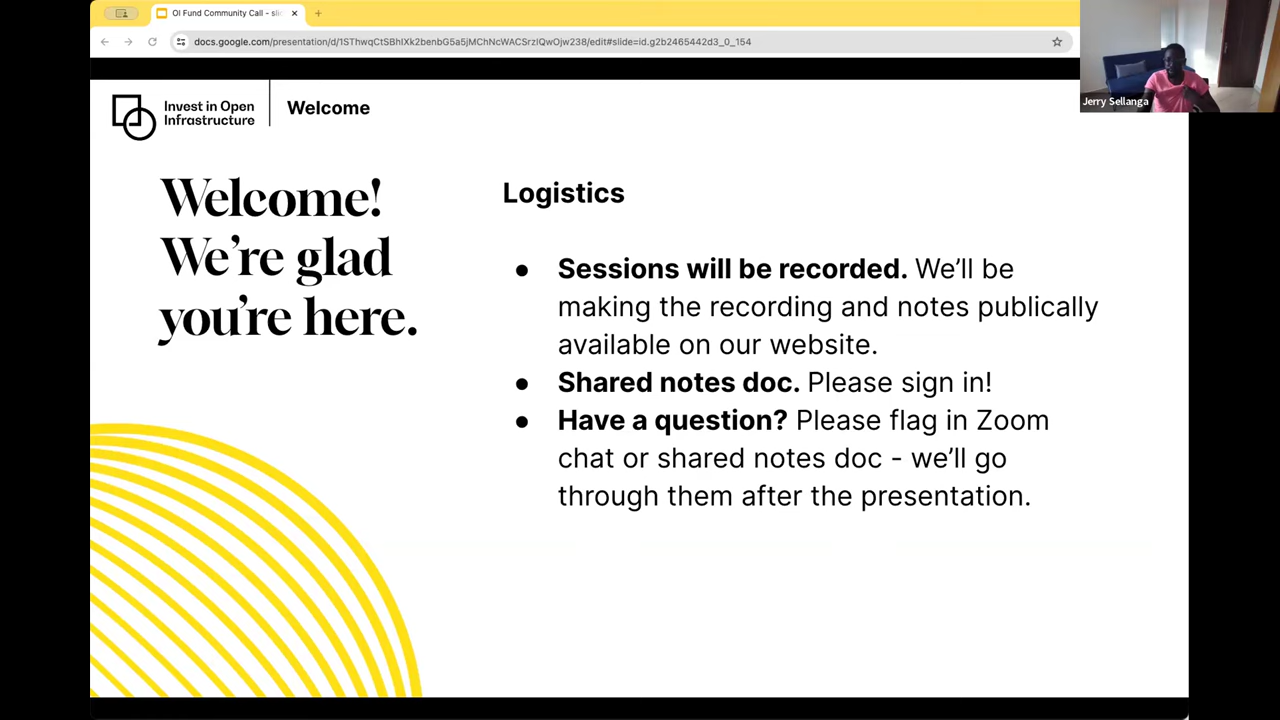 OI Fund Community Call - sli
docs.google.com/presentation/d/1SThwqCtSBhIXk2benbG5a5jMChNcWACSrzIQwOjw238/edit#slide=id.g2b2465442d3_0_154
Jerry Sellanga
Invest in Open
Infrastructure
Welcome
Welcome!
We’re glad
you’re here.
Logistics
● Sessions will be recorded. We’ll be
making the recording and notes publically
available on our website.
● Shared notes doc. Please sign in!
● Have a question? Please flag in Zoom
chat or shared notes doc - we’ll go
through them after the presentation.